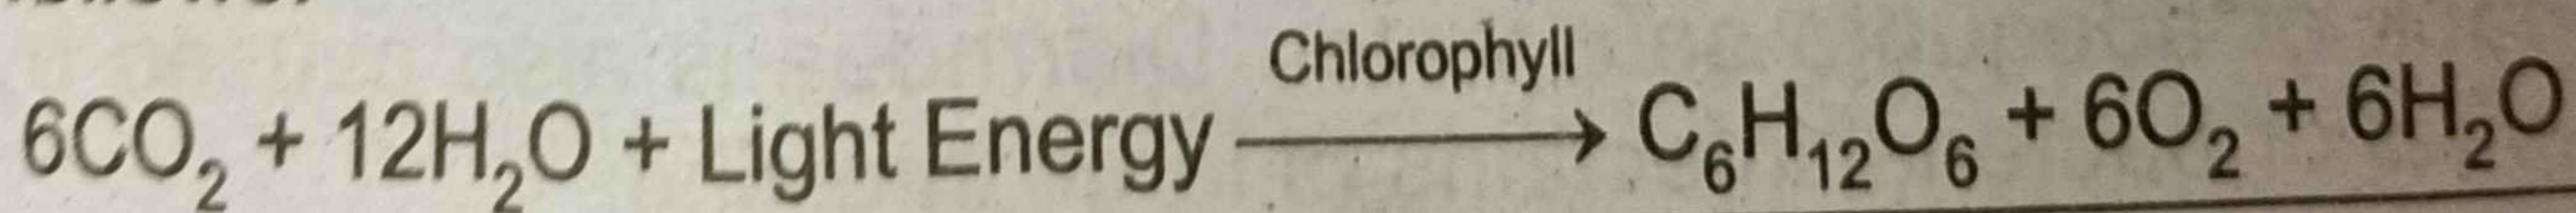 Chlorophyll
6CO₂ + 12H₂O + Light Energy ⟶ C₆H₁₂O₆ + 6O₂ + 6H₂O